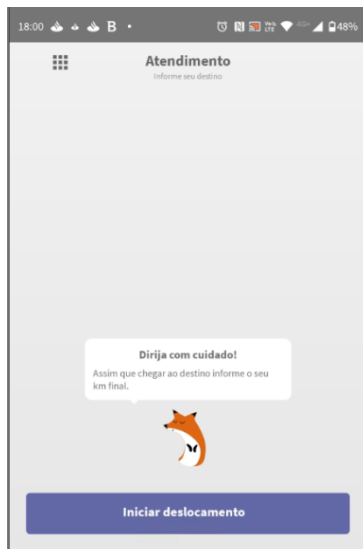 18:00 B 48%
Atendimento
Informe seu destino
Dirija com cuidado!
Assim que chegar ao destino informe o seu
km final.
Iniciar deslocamento